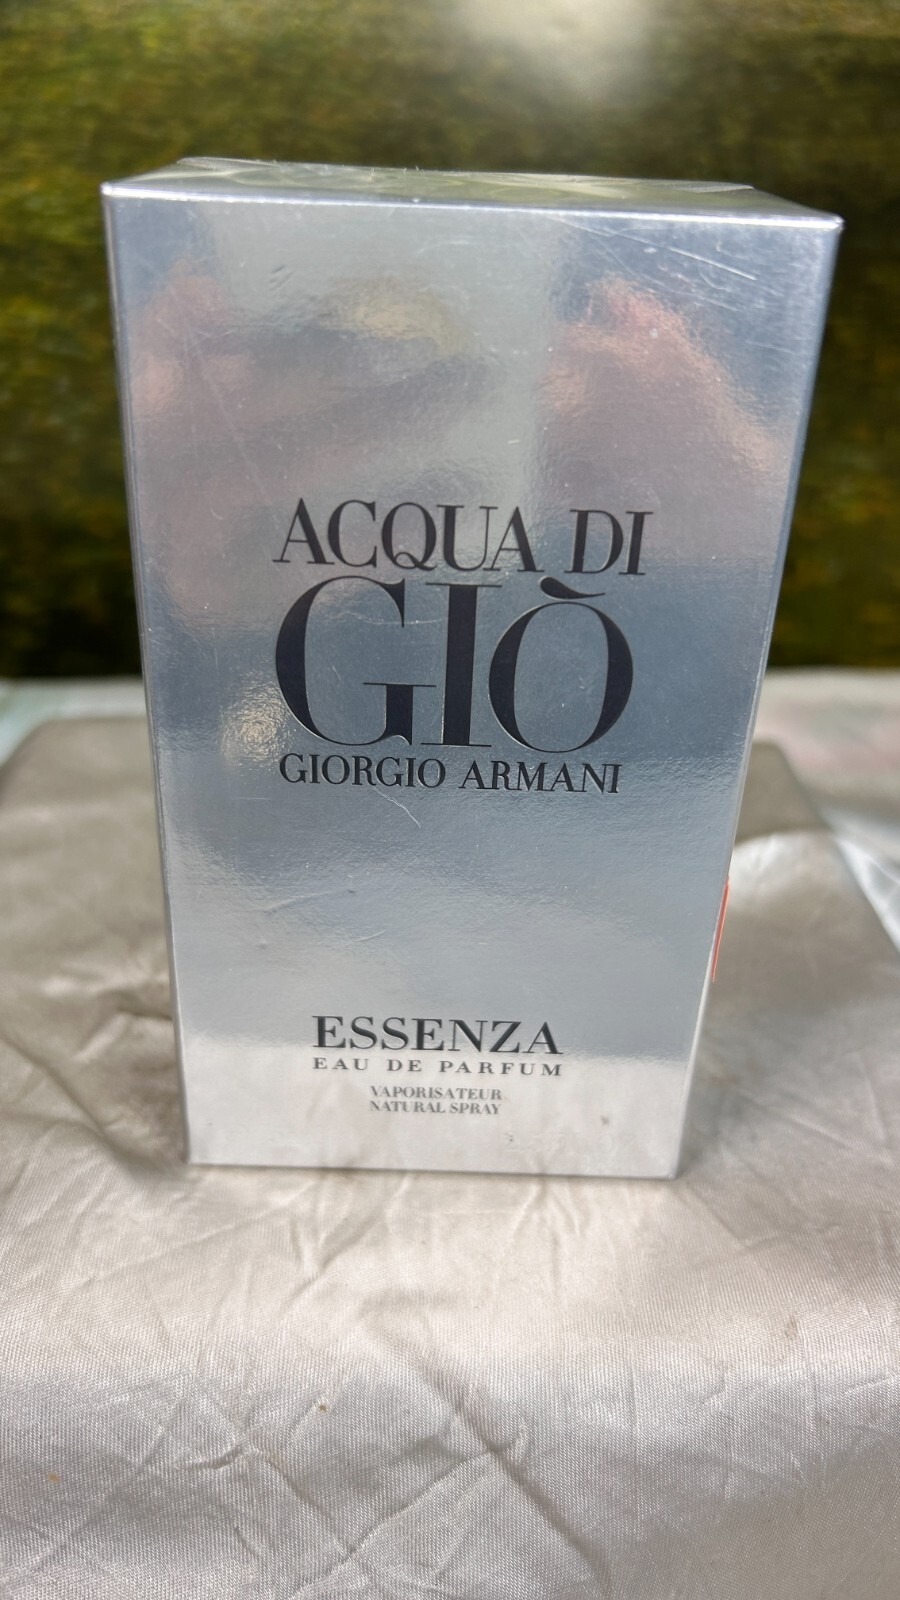 ACQUA DI
GIÒ
GIORGIO ARMANI
ESSENZA
EAU DE PARFUM
VAPORISATEUR
NATURAL SPRAY